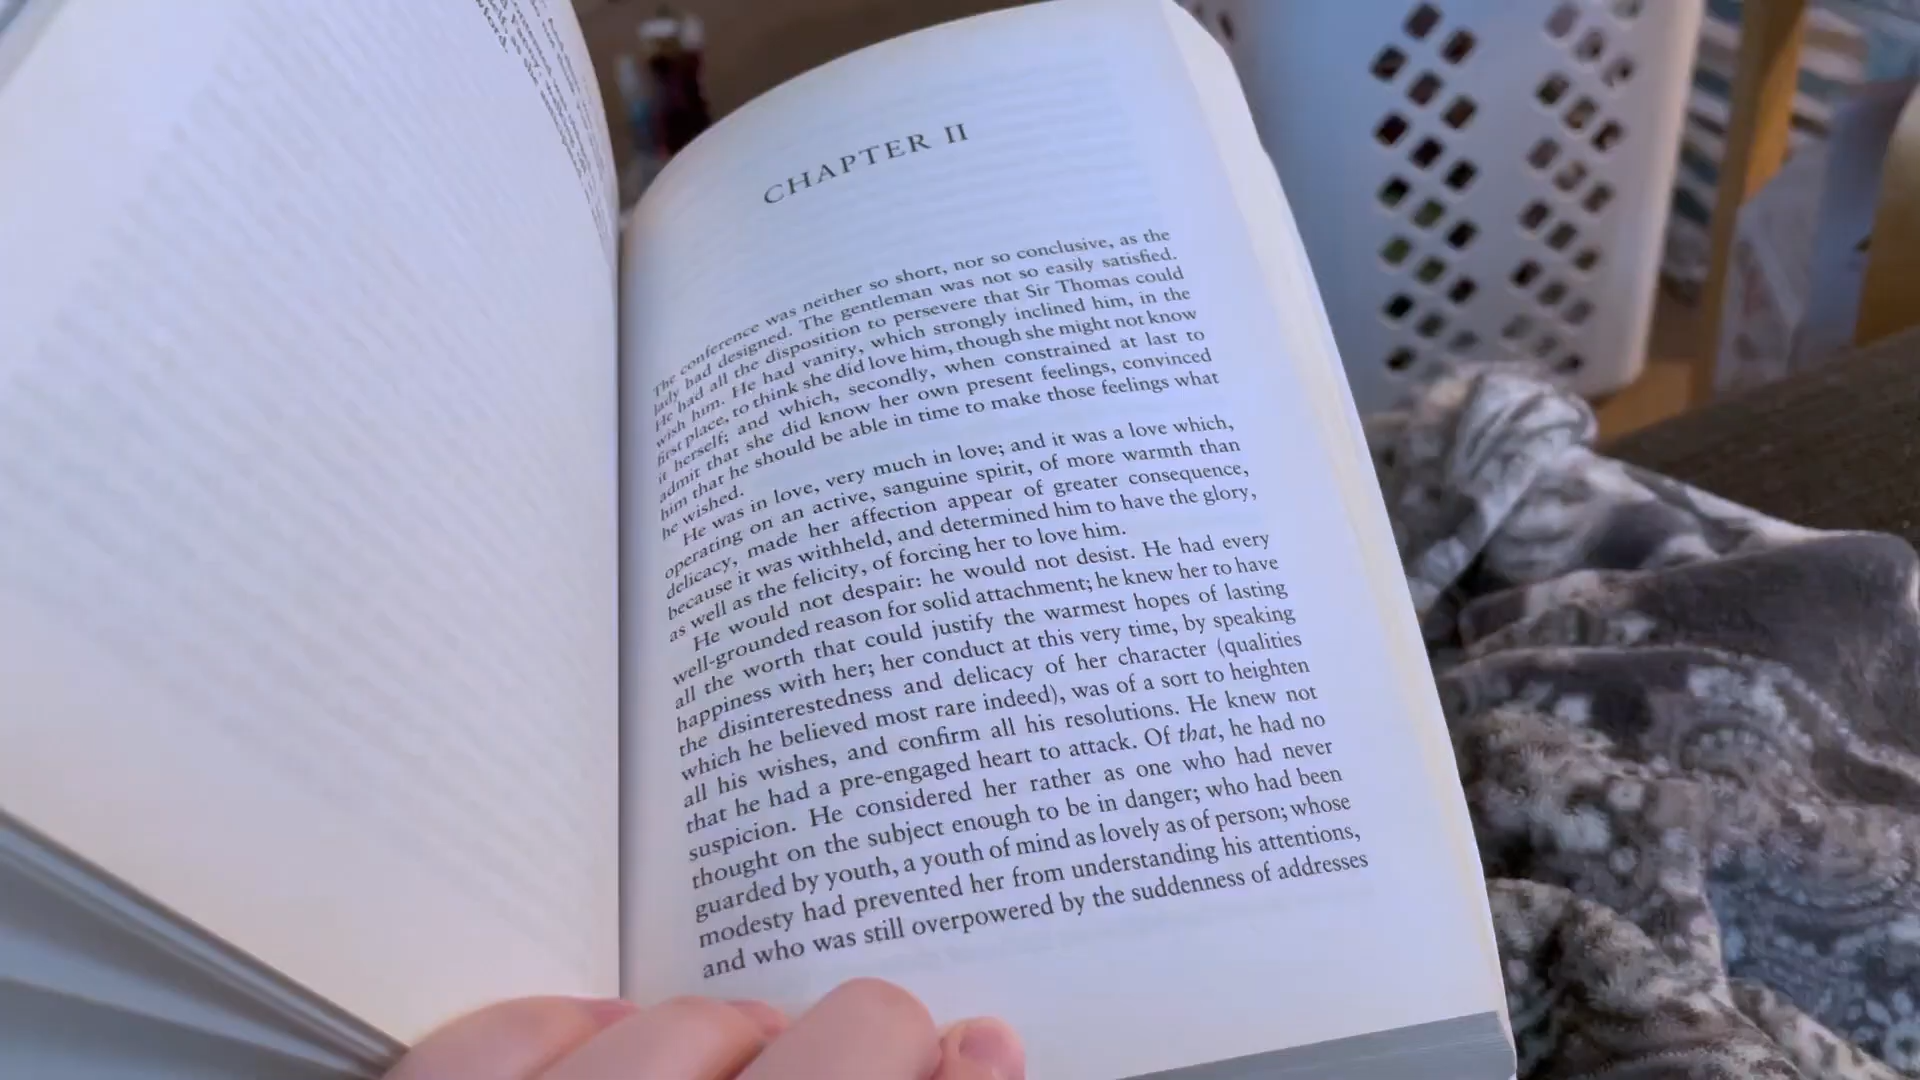 CHAPTER II
The conference was neither so short, nor so conclusive, as the
lady had designed. The gentleman was not so easily satisfied.
He had all the disposition to persevere that Sir Thomas could
wish him. He had vanity, which strongly inclined him, in the
first place, to think she did love him, though she might not know
it herself; and which, secondly, when constrained at last to
admit that she did know her own present feelings, convinced
him that he should be able in time to make those feelings what
he wished.
He was in love, very much in love; and it was a love which,
operating on an active, sanguine spirit, of more warmth than
delicacy, made her affection appear of greater consequence,
because it was withheld, and determined him to have the glory,
as well as the felicity, of forcing her to love him.
He would not despair: he would not desist. He had every
well-grounded reason for solid attachment; he knew her to have
all the worth that could justify the warmest hopes of lasting
happiness with her; her conduct at this very time, by speaking
the disinterestedness and delicacy of her character (qualities
which he believed most rare indeed), was of a sort to heighten
all his wishes, and confirm all his resolutions. He knew not
that he had a pre-engaged heart to attack. Of that, he had no
suspicion. He considered her rather as one who had never
thought on the subject enough to be in danger; who had been
guarded by youth, a youth of mind as lovely as of person; whose
modesty had prevented her from understanding his attentions,
and who was still overpowered by the suddenness of addresses